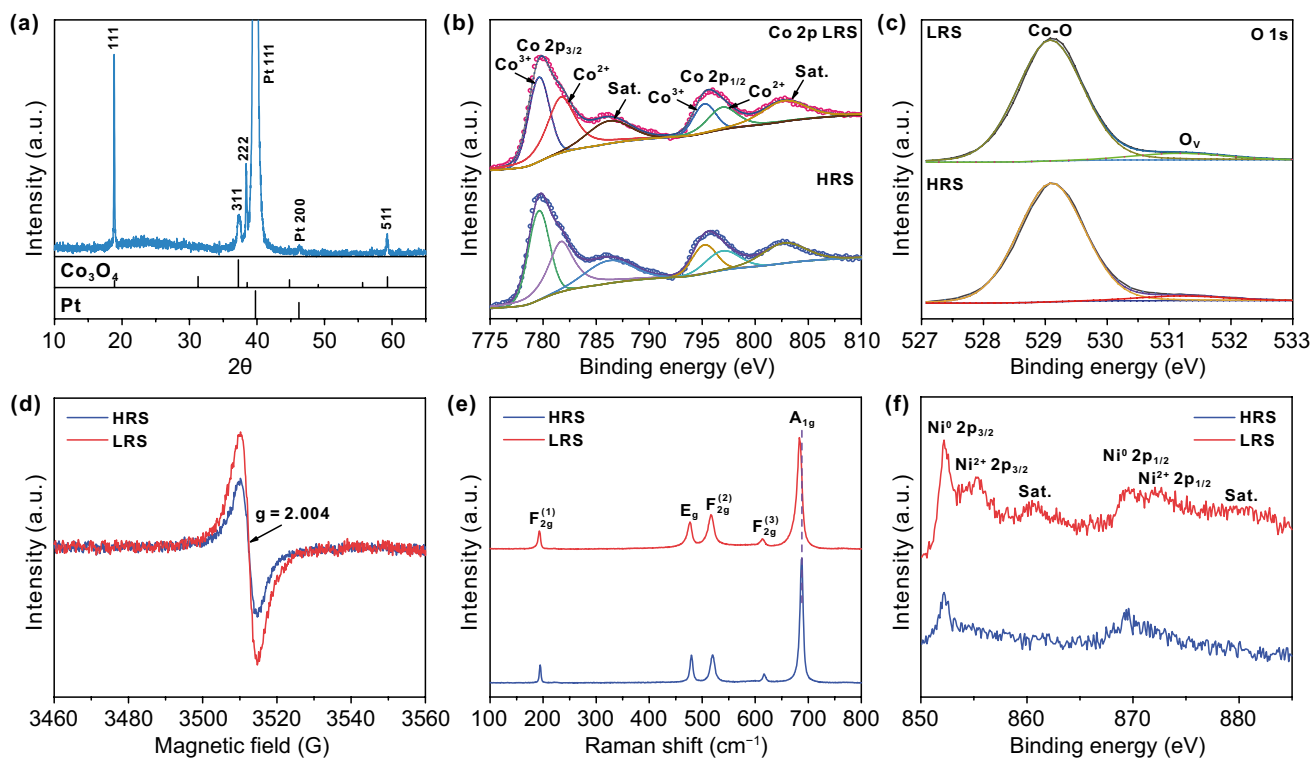 (a)
111
Pt 111
222
311
Pt 200
511
Intensity (a.u.)
Co₃O₄
Pt
10 20 30 40 50 60
2θ
(b)
Co 2p LRS
Co 2p₃/₂
Co³⁺
Co²⁺
Sat.
Co 2p₁/₂
Co³⁺
Co²⁺
Sat.
HRS
Intensity (a.u.)
775 780 785 790 795 800 805 810
Binding energy (eV)
(c)
LRS
Co-O
O 1s
Oᵥ
HRS
Intensity (a.u.)
527 528 529 530 531 532 533
Binding energy (eV)
(d)
HRS
LRS
g = 2.004
Intensity (a.u.)
3460 3480 3500 3520 3540 3560
Magnetic field (G)
(e)
HRS
LRS
A₁g
F₂g⁽¹⁾
Eg
F₂g⁽²⁾
F₂g⁽³⁾
Intensity (a.u.)
100 200 300 400 500 600 700 800
Raman shift (cm⁻¹)
(f)
HRS
LRS
Ni⁰ 2p₃/₂
Ni²⁺ 2p₃/₂
Sat.
Ni⁰ 2p₁/₂
Ni²⁺ 2p₁/₂
Sat.
Intensity (a.u.)
850 860 870 880
Binding energy (eV)